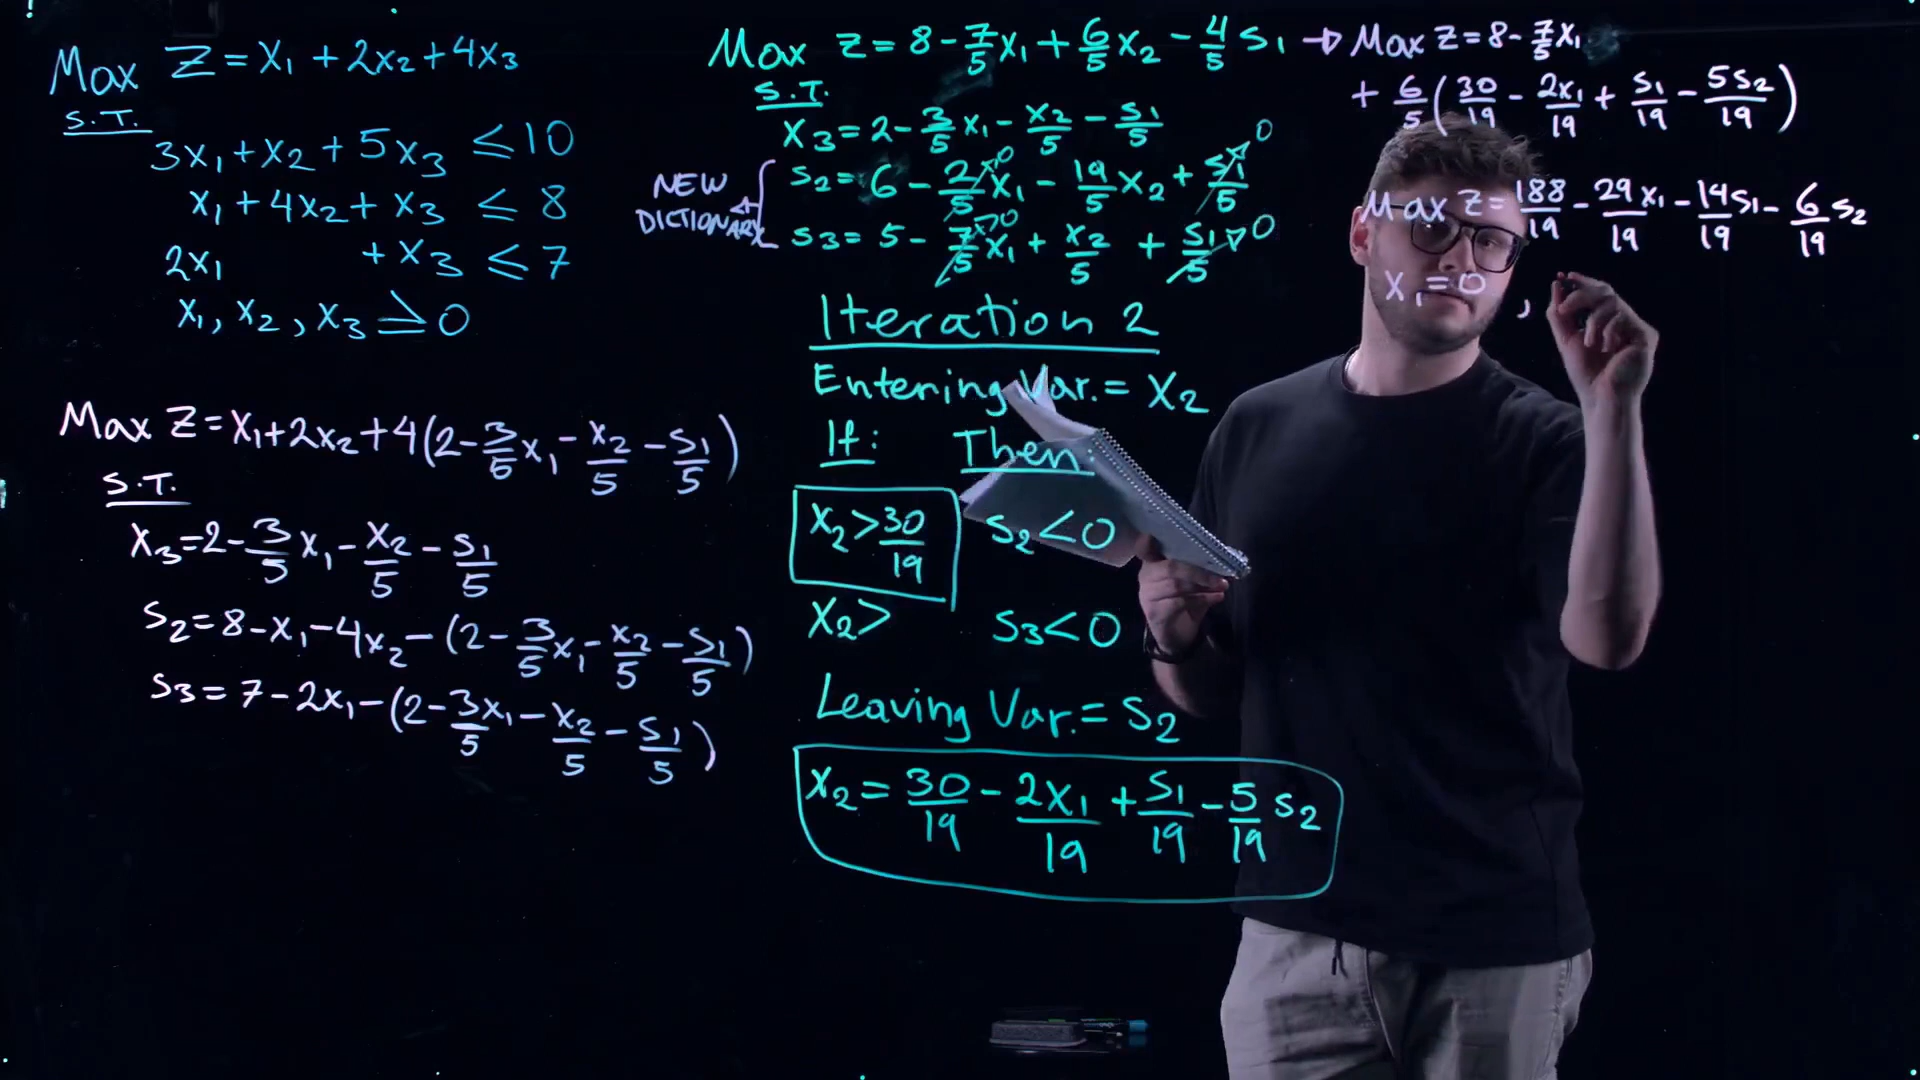 Max Z = x₁ + 2x₂ + 4x₃
S.T.
3x₁ + x₂ + 5x₃ ≤ 10
x₁ + 4x₂ + x₃ ≤ 8
2x₁ + x₃ ≤ 7
x₁, x₂, x₃ ≥ 0
Max Z = x₁ + 2x₂ + 4(2 - 3/5 x₁ - x₂/5 - s₁/5)
S.T.
x₃ = 2 - 3/5 x₁ - x₂/5 - s₁/5
s₂ = 8 - x₁ - 4x₂ - (2 - 3/5 x₁ - x₂/5 - s₁/5)
s₃ = 7 - 2x₁ - (2 - 3x₁/5 - x₂/5 - s₁/5)
Max Z = 8 - 7/5 x₁ + 6/5 x₂ - 4/5 s₁
S.T.
x₃ = 2 - 3/5 x₁ - x₂/5 - s₁/5
NEW
DICTIONARY
s₂ = 6 - 2/5 x₁ → 0 - 19/5 x₂ + s₁/5 → 0
s₃ = 5 - 7/5 x₁ → 0 + x₂/5 + s₁/5 → 0
Iteration 2
Entering Var. = x₂
If: Then:
x₂ > 30/19 s₂ < 0
x₂ > s₃ < 0
Leaving Var. = s₂
x₂ = 30/19 - 2x₁/19 + s₁/19 - 5/19 s₂
→ Max Z = 8 - 7/5 x₁
+ 6/5 (30/19 - 2x₁/19 + s₁/19 - 5s₂/19)
Max Z = 188/19 - 29/19 x₁ - 14/19 s₁ - 6/19 s₂
x₁ = 0 ,